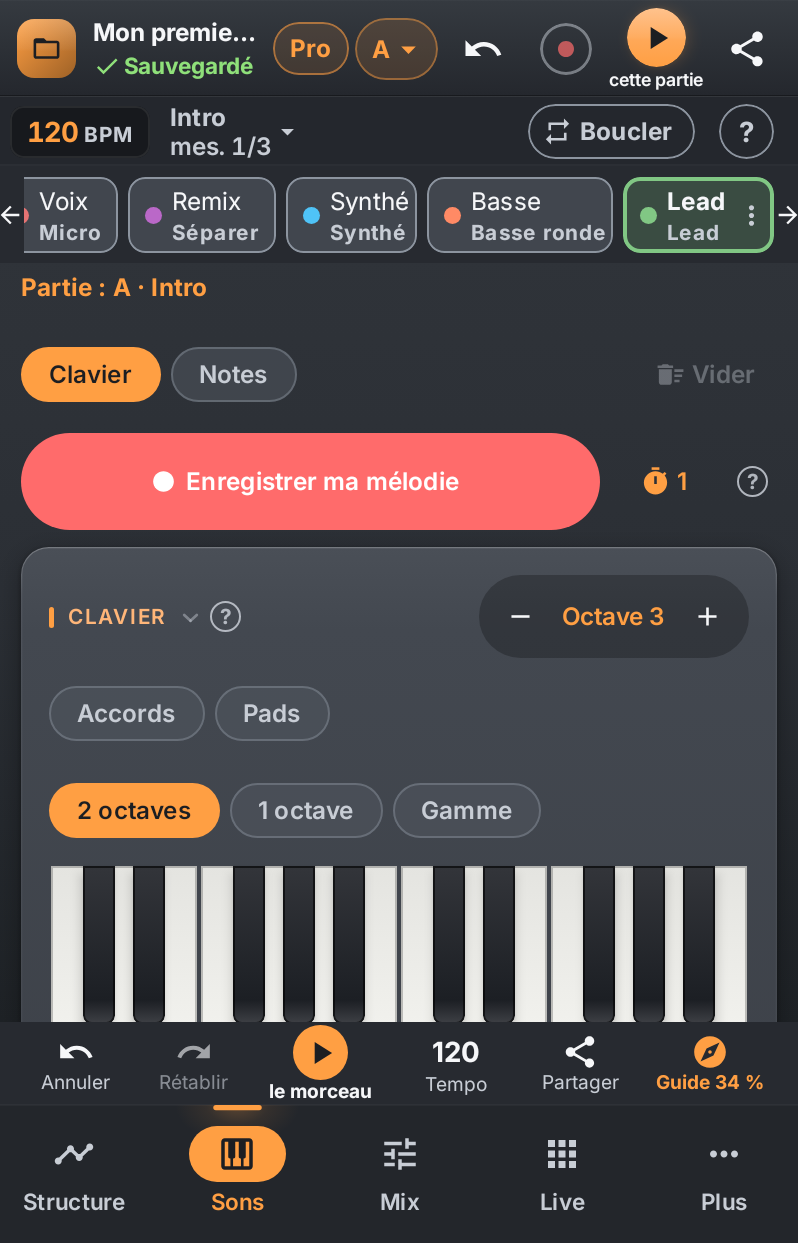 Mon premie...
Sauvegardé
Pro
A
cette partie
120 BPM
Intro
mes. 1/3
Boucler
?
Voix
Micro
Remix
Séparer
Synthé
Synthé
Basse
Basse ronde
Lead
Lead
Partie : A · Intro
Clavier
Notes
Vider
Enregistrer ma mélodie
1
?
CLAVIER
?
− Octave 3 +
Accords
Pads
2 octaves
1 octave
Gamme
Annuler
Rétablir
le morceau
120
Tempo
Partager
Guide 34 %
Structure
Sons
Mix
Live
Plus